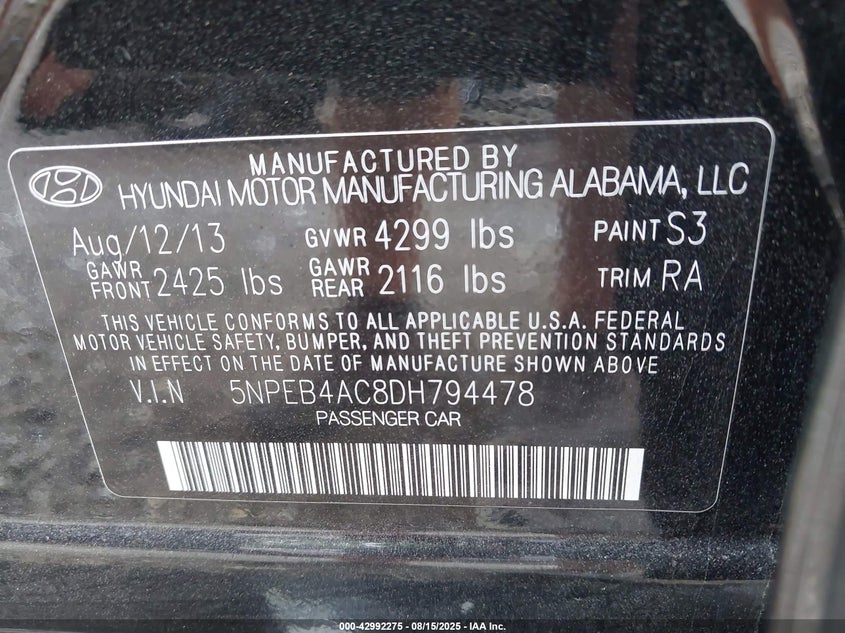 MANUFACTURED BY
HYUNDAI MOTOR MANUFACTURING ALABAMA, LLC
Aug/12/13 GVWR 4299 lbs PAINT S3
GAWR FRONT 2425 lbs GAWR REAR 2116 lbs TRIM RA
THIS VEHICLE CONFORMS TO ALL APPLICABLE U.S.A. FEDERAL
MOTOR VEHICLE SAFETY, BUMPER, AND THEFT PREVENTION STANDARDS
IN EFFECT ON THE DATE OF MANUFACTURE SHOWN ABOVE
V.I.N 5NPEB4AC8DH794478
PASSENGER CAR
000-42992275 - 08/15/2025 - IAA Inc.